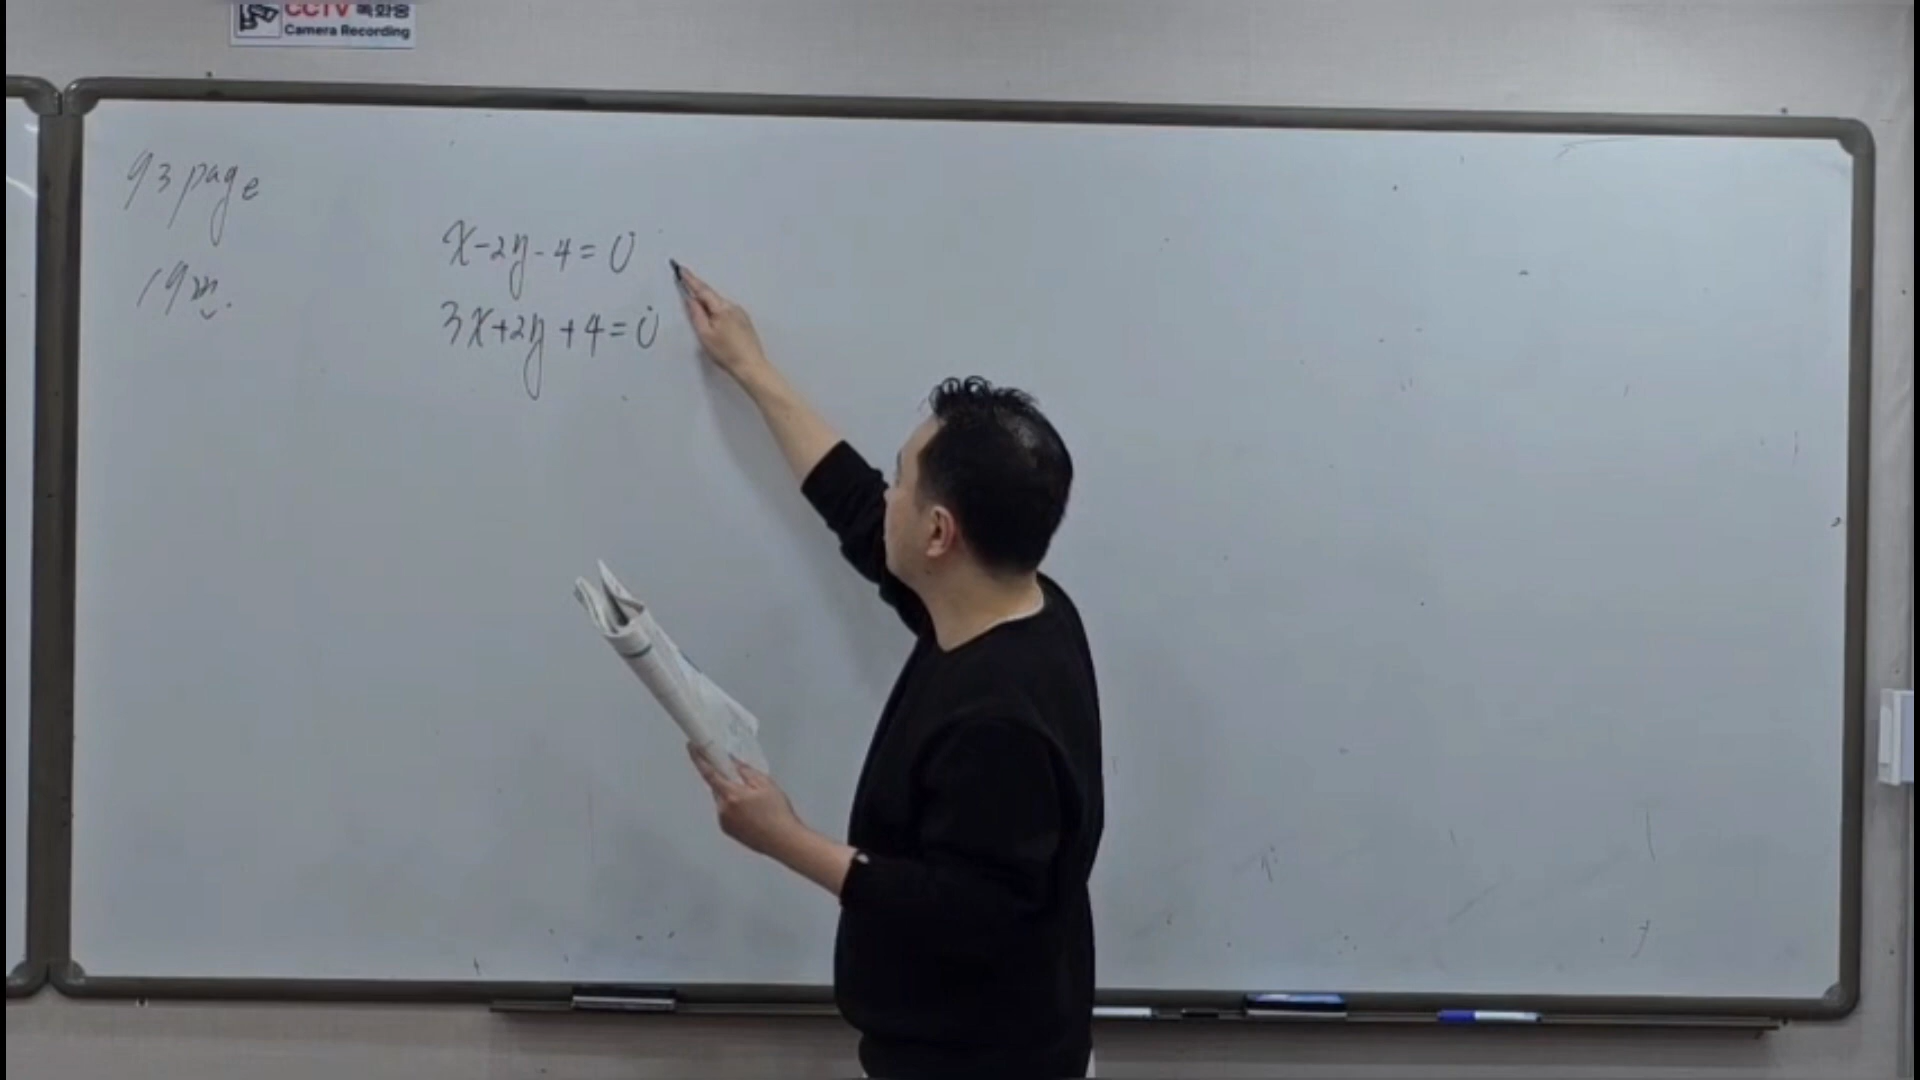 CCTV 녹화중
Camera Recording
93 page
19번.
x-2y-4=0
3x+2y+4=0